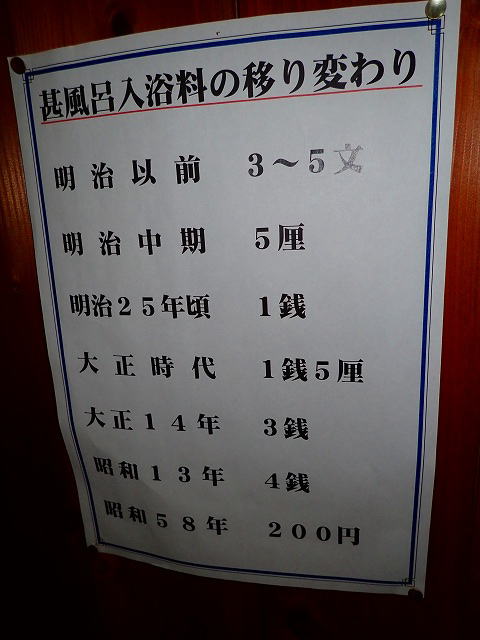 甚風呂入浴料の移り変わり
明治以前 3～5文
明治中期 5厘
明治25年頃 1銭
大正時代 1銭5厘
大正14年 3銭
昭和13年 4銭
昭和58年 200円